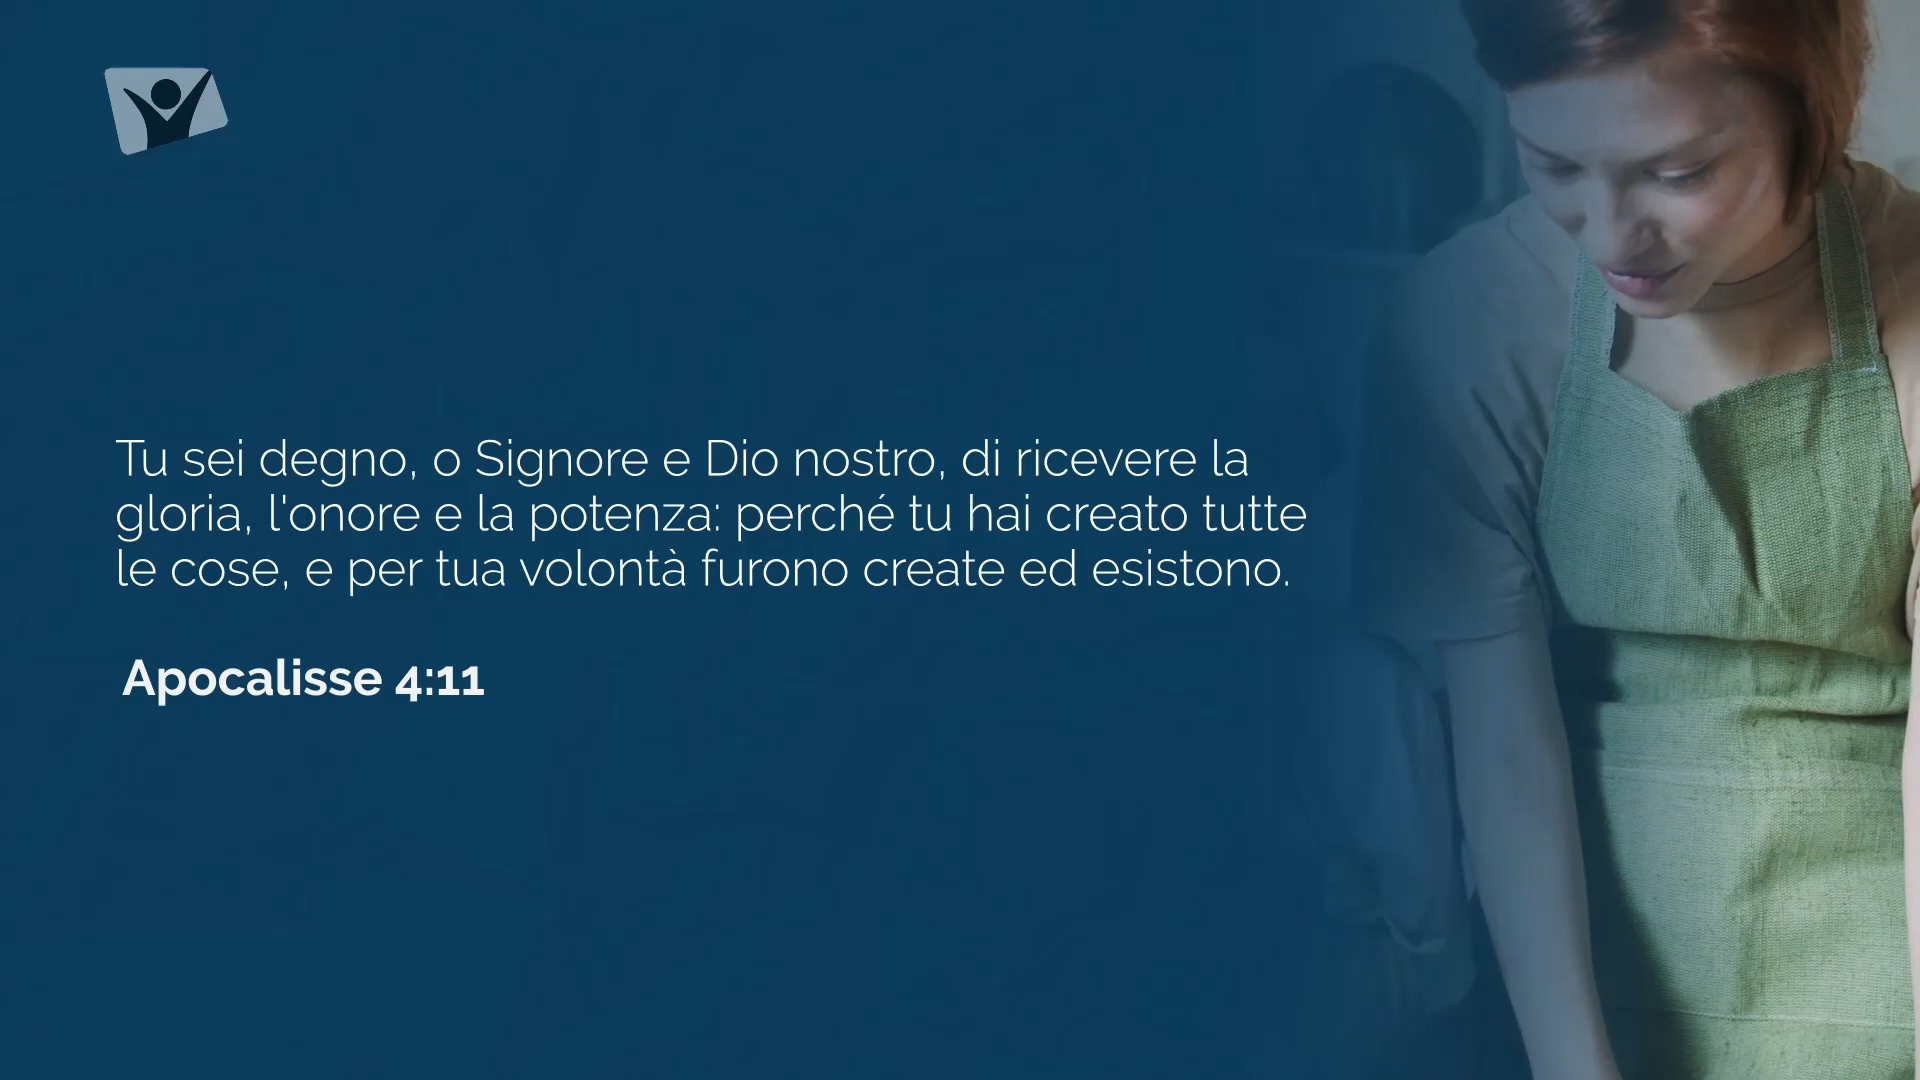 Tu sei degno, o Signore e Dio nostro, di ricevere la
gloria, l'onore e la potenza: perché tu hai creato tutte
le cose, e per tua volontà furono create ed esistono.
Apocalisse 4:11